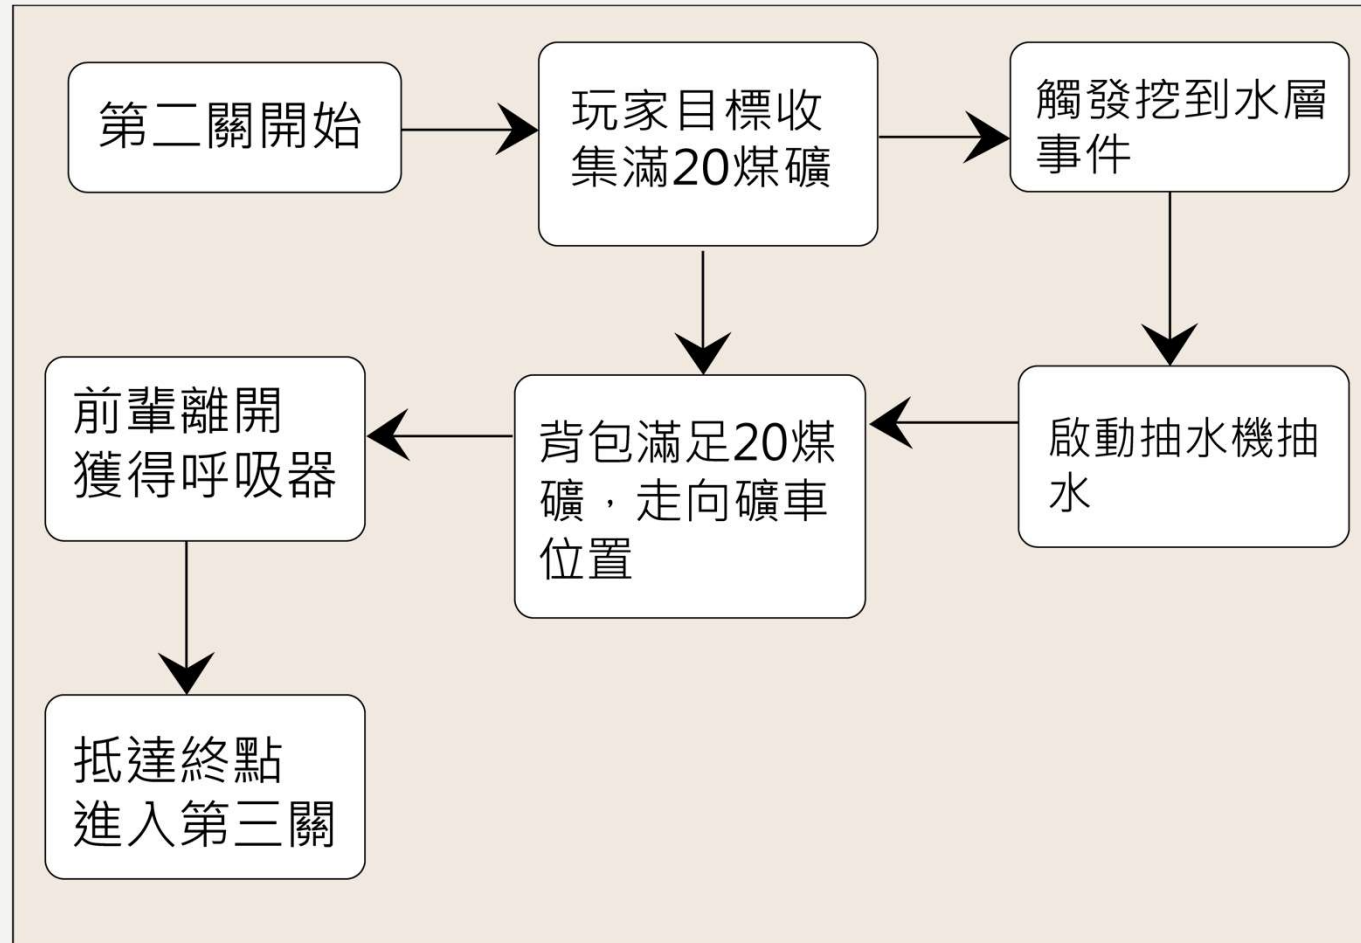 第二關開始
玩家目標收
集滿20煤礦
觸發挖到水層
事件
啟動抽水機抽
水
背包滿足20煤
礦，走向礦車
位置
前輩離開
獲得呼吸器
抵達終點
進入第三關